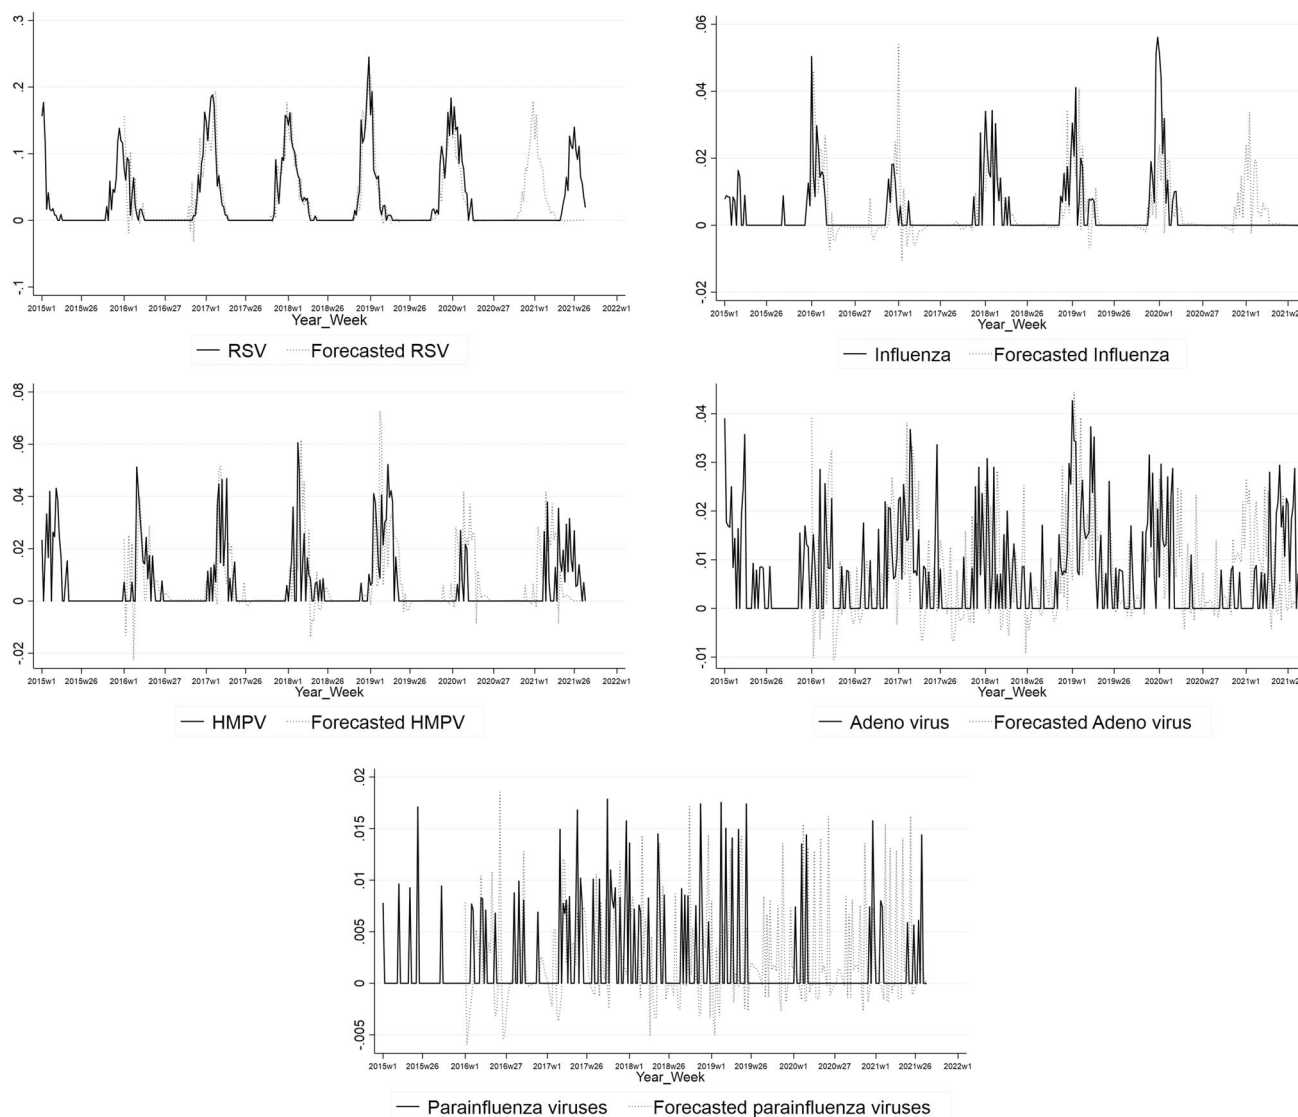 .3
.2
.1
0
-.1
2015w1 2015w26 2016w1 2016w27 2017w1 2017w26 2018w1 2018w26 2019w1 2019w26 2020w1 2020w27 2021w1 2021w26 2022w1
Year_Week
RSV Forecasted RSV
.06
.04
.02
0
-.02
2015w1 2015w26 2016w1 2016w27 2017w1 2017w26 2018w1 2018w26 2019w1 2019w26 2020w1 2020w27 2021w1 2021w2
Year_Week
Influenza Forecasted Influenza
.08
.06
.04
.02
0
-.02
2015w1 2015w26 2016w1 2016w27 2017w1 2017w26 2018w1 2018w26 2019w1 2019w26 2020w1 2020w27 2021w1 2021w26 2022w1
Year_Week
HMPV Forecasted HMPV
.04
.03
.02
.01
0
-.01
2015w1 2015w26 2016w1 2016w27 2017w1 2017w26 2018w1 2018w26 2019w1 2019w26 2020w1 2020w27 2021w1 2021w2
Year_Week
Adeno virus Forecasted Adeno virus
.02
.015
.01
.005
0
-.005
2015w1 2015w26 2016w1 2016w27 2017w1 2017w26 2018w1 2018w26 2019w1 2019w26 2020w1 2020w27 2021w1 2021w26 2022w1
Year_Week
Parainfluenza viruses Forecasted parainfluenza viruses